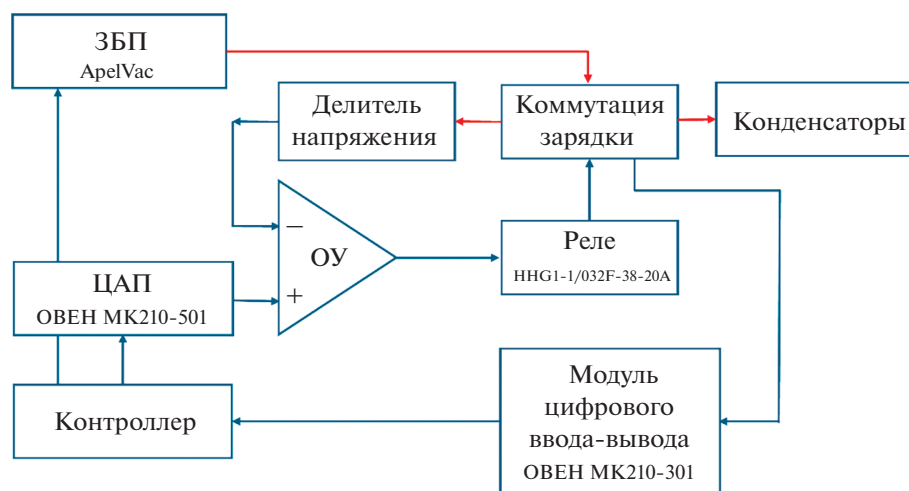 ЗБП
ApelVac
Делитель
напряжения
Коммутация
зарядки
Конденсаторы
−
ОУ
+
Реле
HHG1-1/032F-38-20A
ЦАП
ОВЕН МК210-501
Контроллер
Модуль
цифрового
ввода-вывода
ОВЕН МК210-301